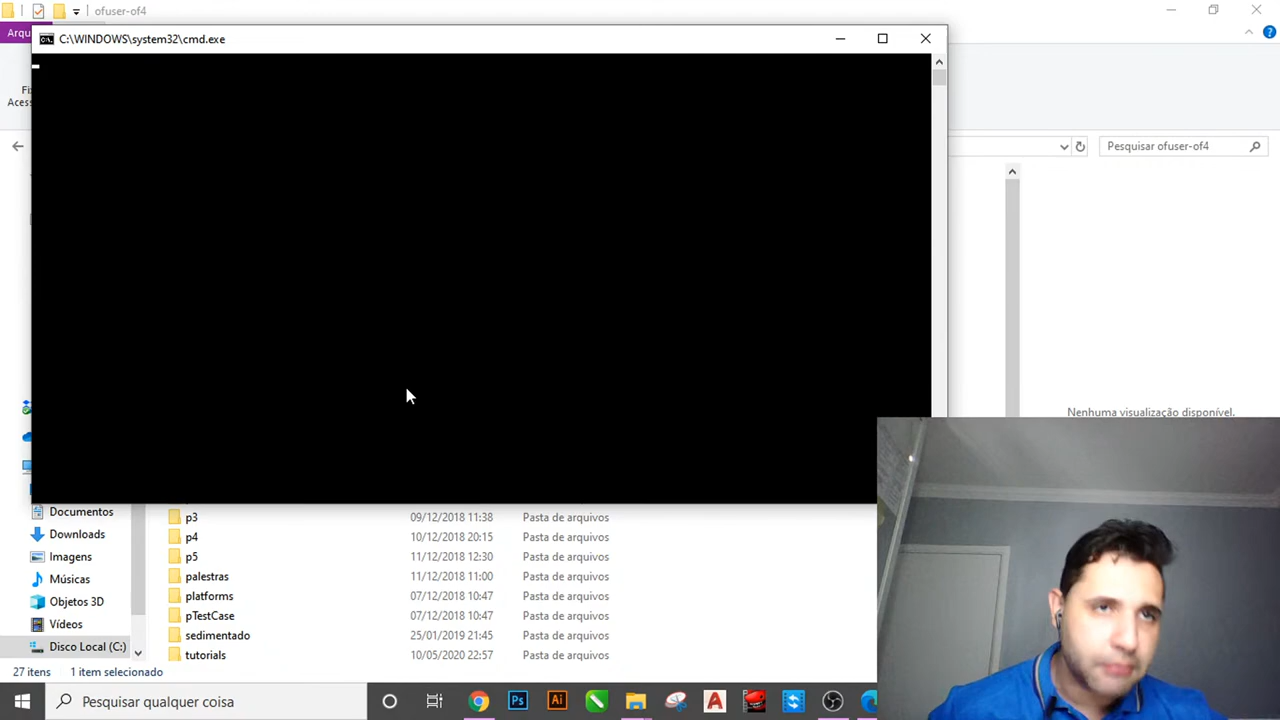 ofuser-of4
Arqu
C:\WINDOWS\system32\cmd.exe
Fix
Acess
Pesquisar ofuser-of4
Nenhuma visualização disponível.
Documentos
Downloads
Imagens
Músicas
Objetos 3D
Vídeos
Disco Local (C:)
p3 09/12/2018 11:38 Pasta de arquivos
p4 10/12/2018 20:15 Pasta de arquivos
p5 11/12/2018 12:30 Pasta de arquivos
palestras 11/12/2018 11:00 Pasta de arquivos
platforms 07/12/2018 10:47 Pasta de arquivos
pTestCase 07/12/2018 10:47 Pasta de arquivos
sedimentado 25/01/2019 21:45 Pasta de arquivos
tutorials 10/05/2020 22:57 Pasta de arquivos
27 itens 1 item selecionado
Pesquisar qualquer coisa
Ps
Ai
A